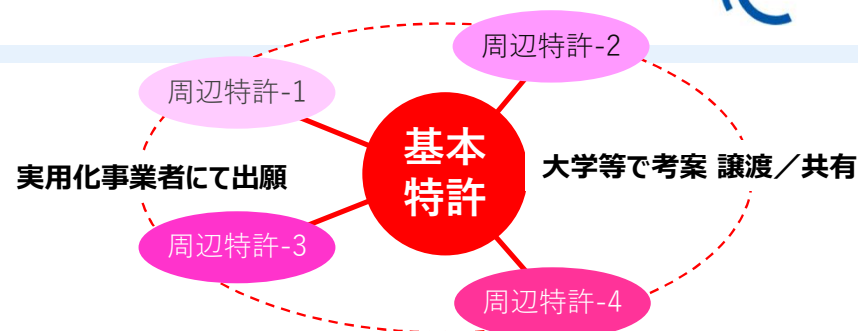 周辺特許-2
周辺特許-1
基本
特許
実用化事業者にて出願
大学等で考案 譲渡／共有
周辺特許-3
周辺特許-4